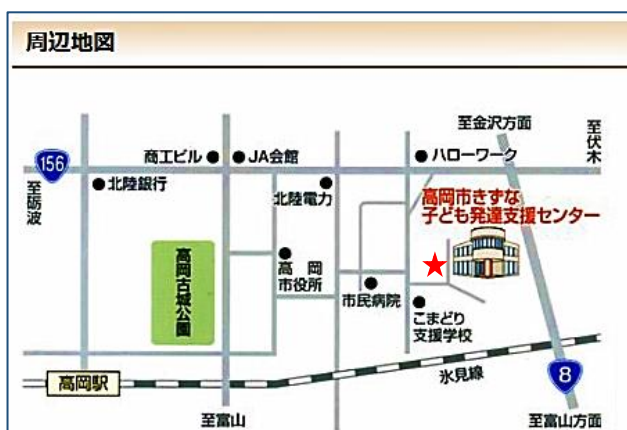 周辺地図
至金沢方面
至伏木
商工ビル
JA会館
ハローワーク
156
北陸銀行
北陸電力
至砺波
高岡市きずな
子ども発達支援センター
高岡古城公園
高岡
市役所
市民病院
こまどり
支援学校
氷見線
8
高岡駅
至富山
至富山方面